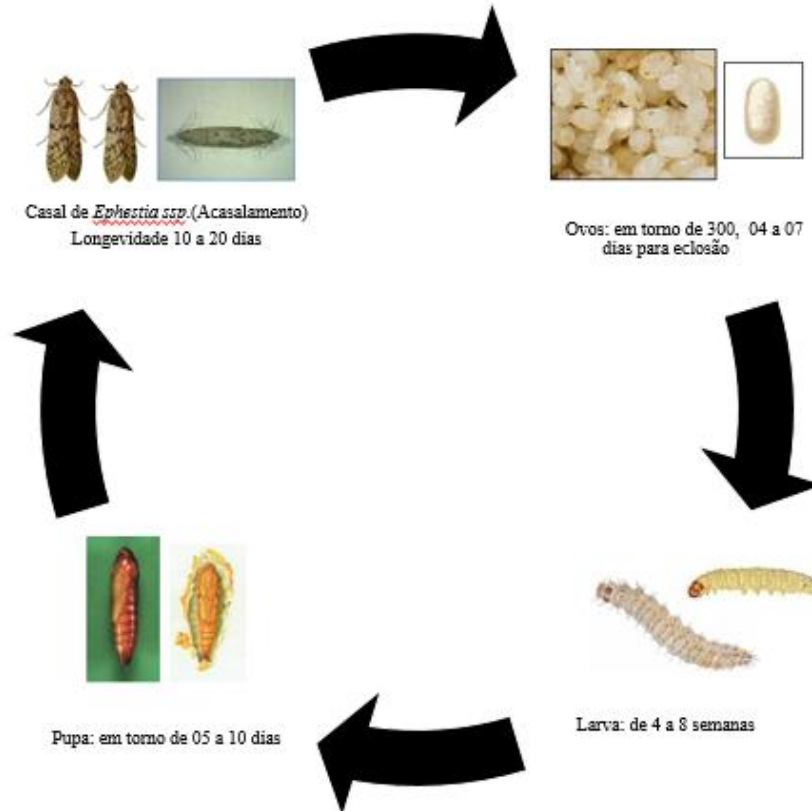 Casal de Ephestia ssp.(Acasalamento)
Longevidade 10 a 20 dias
Ovos: em torno de 300, 04 a 07
dias para eclosão
Larva: de 4 a 8 semanas
Pupa: em torno de 05 a 10 dias